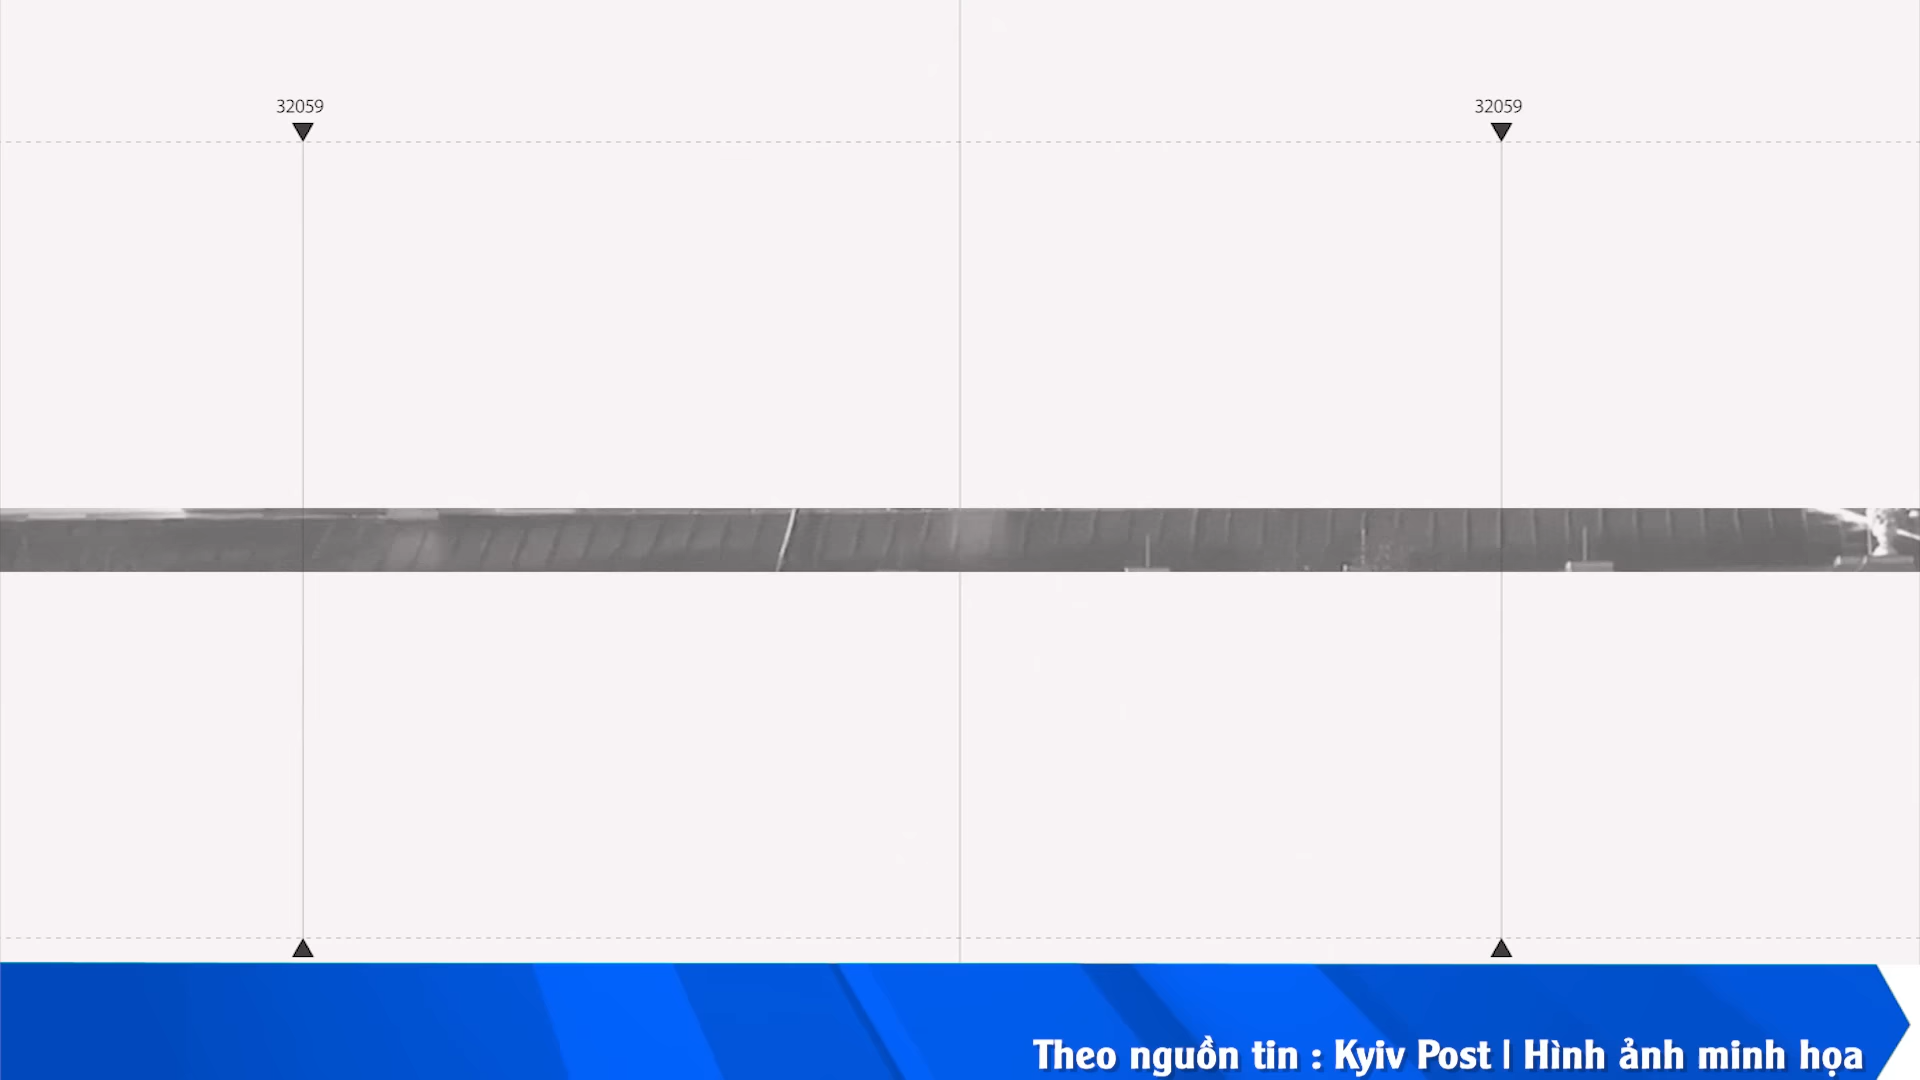 32059 32059
Theo nguồn tin : Kyiv Post | Hình ảnh minh họa